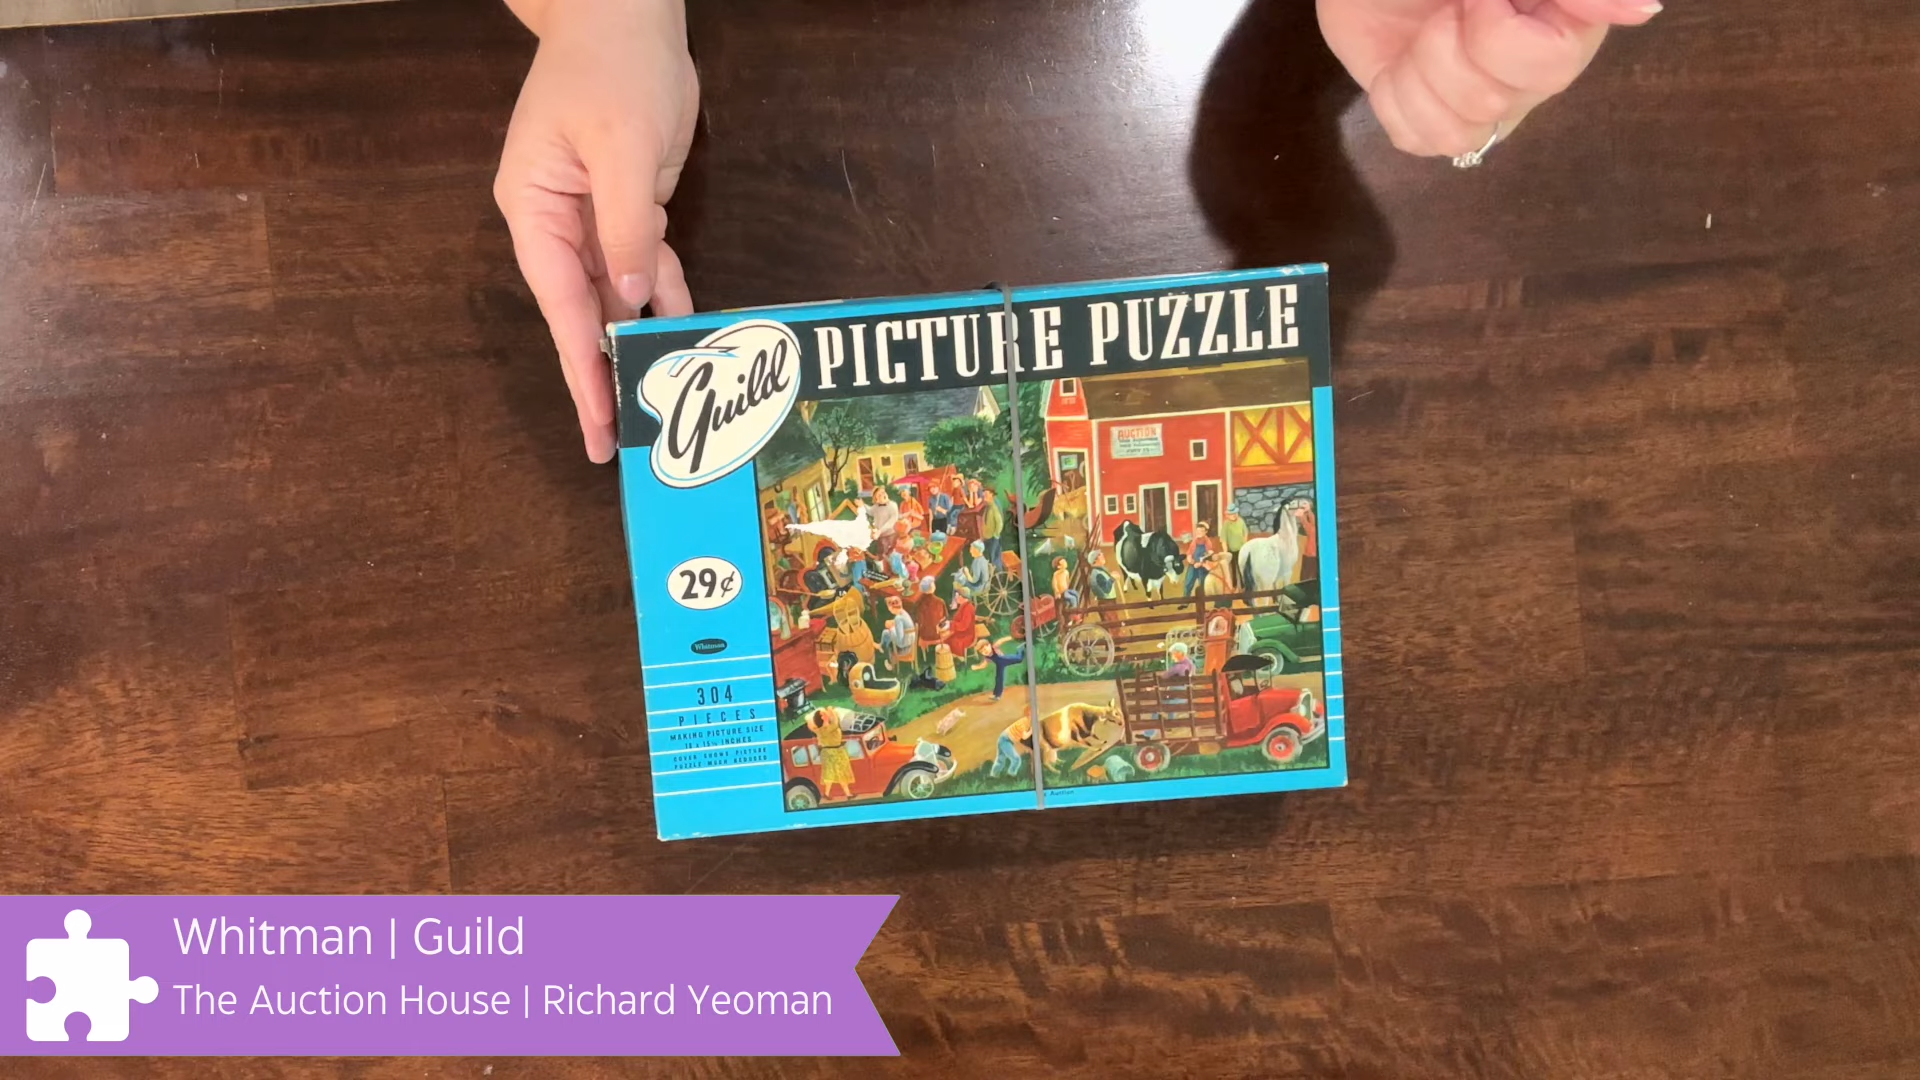 Guild
PICTURE PUZZLE
AUCTION
29¢
Whitman
304
PIECES
MAKING PICTURE SIZE
INCHES
COVER SHOWS PICTURE
PUZZLE MUCH REDUCED
Auction
Whitman | Guild
The Auction House | Richard Yeoman